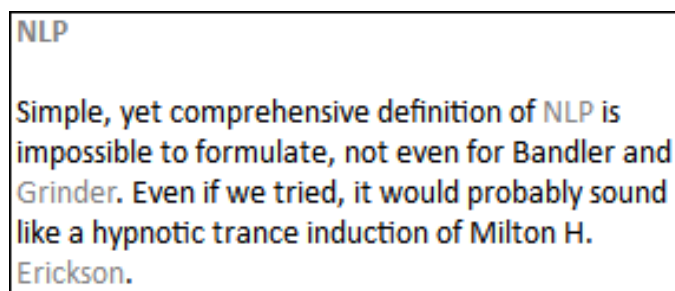 NLP
Simple, yet comprehensive definition of NLP is
impossible to formulate, not even for Bandler and
Grinder. Even if we tried, it would probably sound
like a hypnotic trance induction of Milton H.
Erickson.